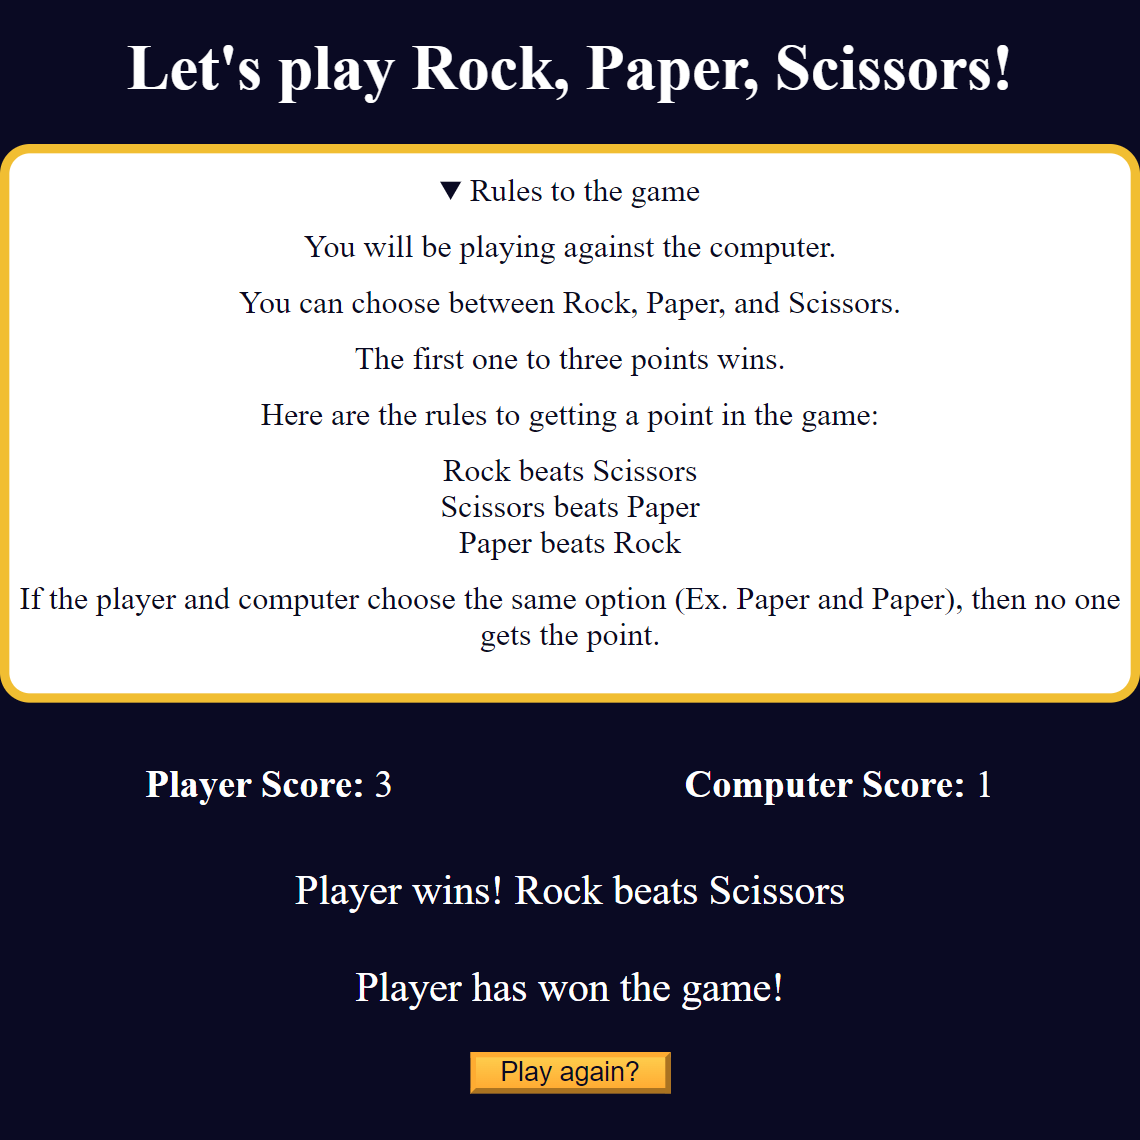 Let's play Rock, Paper, Scissors!
▼ Rules to the game
You will be playing against the computer.
You can choose between Rock, Paper, and Scissors.
The first one to three points wins.
Here are the rules to getting a point in the game:
Rock beats Scissors
Scissors beats Paper
Paper beats Rock
If the player and computer choose the same option (Ex. Paper and Paper), then no one
gets the point.
Player Score: 3
Computer Score: 1
Player wins! Rock beats Scissors
Player has won the game!
Play again?